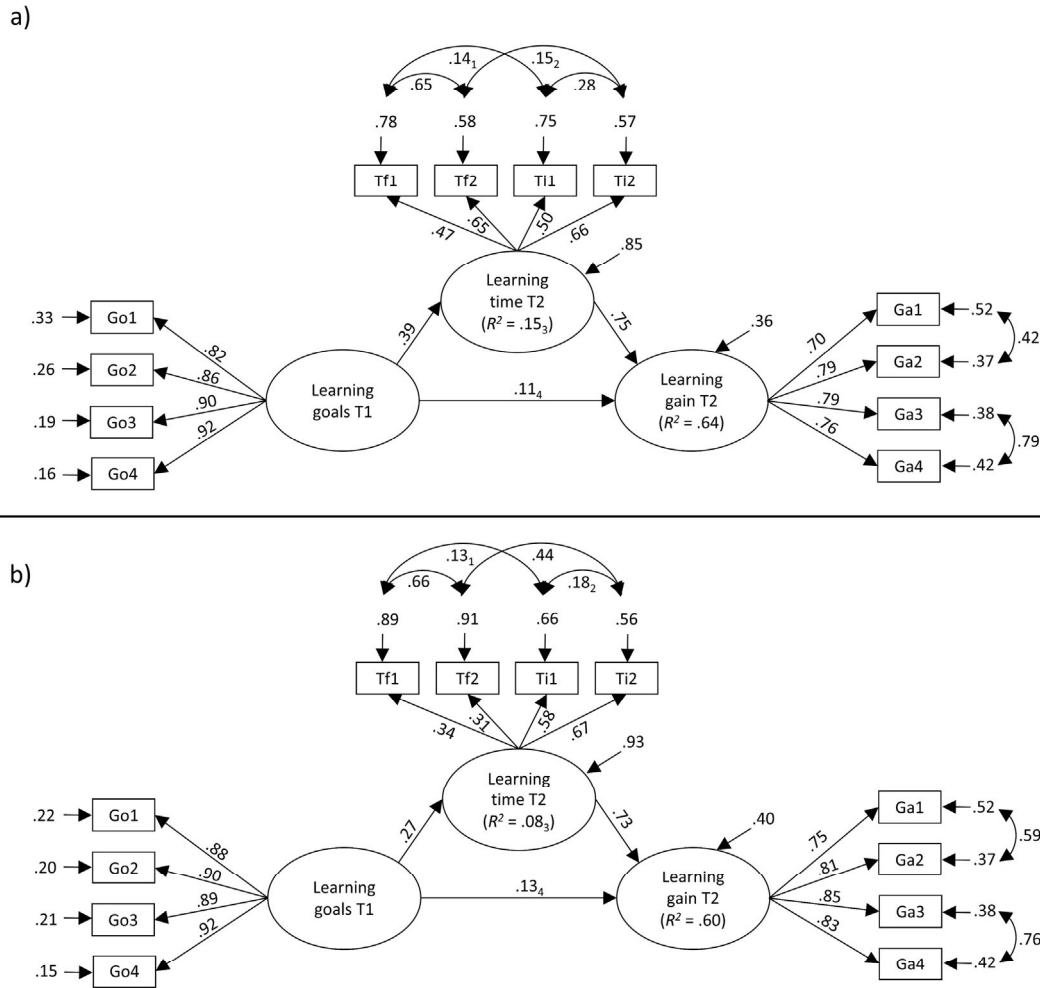 a)
.14₁ .15₂
.65 .28
.78 .58 .75 .57
Tf1 Tf2 Ti1 Ti2
.47 .65 .50 .66
.85
Learning
time T2
(R² = .15₃)
.33 Go1
.26 Go2
.19 Go3
.16 Go4
.82
.86
.90
.92
Learning
goals T1
.39
.75
.11₄
.36
Learning
gain T2
(R² = .64)
.70
.79
.79
.76
Ga1 .52
.42
Ga2 .37
Ga3 .38
.79
Ga4 .42
b)
.13₁ .44
.66 .18₂
.89 .91 .66 .56
Tf1 Tf2 Ti1 Ti2
.34 .31 .58 .67
.93
Learning
time T2
(R² = .08₃)
.22 Go1
.20 Go2
.21 Go3
.15 Go4
.88
.90
.89
.92
Learning
goals T1
.27
.73
.13₄
.40
Learning
gain T2
(R² = .60)
.75
.81
.85
.83
Ga1 .52
.59
Ga2 .37
Ga3 .38
.76
Ga4 .42